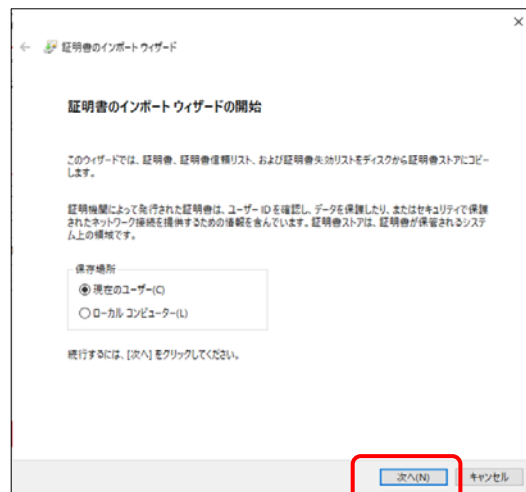 証明書のインポート ウィザード
証明書のインポート ウィザードの開始
このウィザードでは、証明書、証明書信頼リスト、および証明書失効リストをディスクから証明書ストアにコピー
します。
証明機関によって発行された証明書は、ユーザー ID を確認し、データを保護したり、またはセキュリティで保護
されたネットワーク接続を提供するための情報を含んでいます。証明書ストアは、証明書が保管されるシステ
ム上の領域です。
保存場所
現在のユーザー(C)
ローカル コンピューター(L)
続行するには、[次へ] をクリックしてください。
次へ(N)
キャンセル